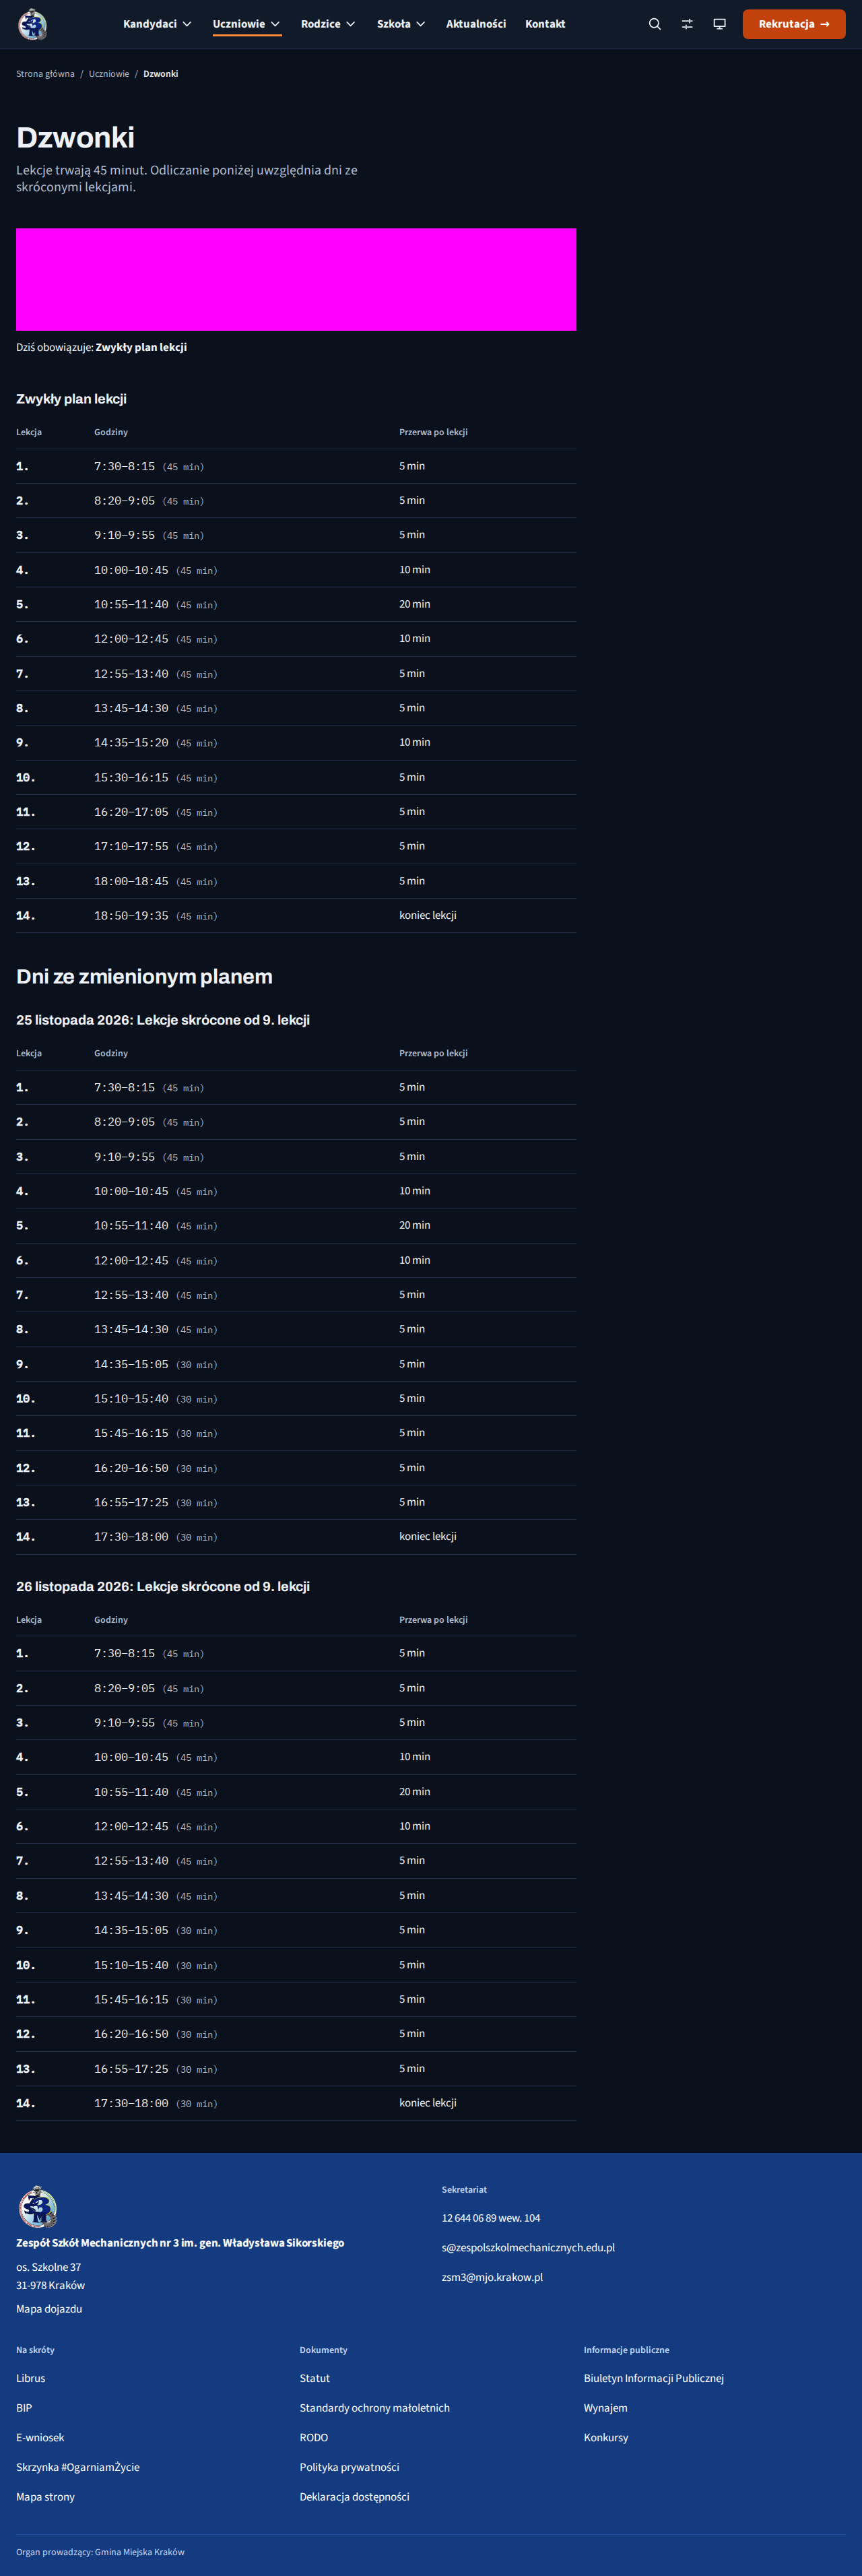 Kandydaci Uczniowie Rodzice Szkoła Aktualności Kontakt Rekrutacja →
Strona główna / Uczniowie / Dzwonki
Dzwonki
Lekcje trwają 45 minut. Odliczanie poniżej uwzględnia dni ze
skróconymi lekcjami.
Dziś obowiązuje: Zwykły plan lekcji
Zwykły plan lekcji
Lekcja Godziny Przerwa po lekcji
1. 7:30–8:15 (45 min) 5 min
2. 8:20–9:05 (45 min) 5 min
3. 9:10–9:55 (45 min) 5 min
4. 10:00–10:45 (45 min) 10 min
5. 10:55–11:40 (45 min) 20 min
6. 12:00–12:45 (45 min) 10 min
7. 12:55–13:40 (45 min) 5 min
8. 13:45–14:30 (45 min) 5 min
9. 14:35–15:20 (45 min) 10 min
10. 15:30–16:15 (45 min) 5 min
11. 16:20–17:05 (45 min) 5 min
12. 17:10–17:55 (45 min) 5 min
13. 18:00–18:45 (45 min) 5 min
14. 18:50–19:35 (45 min) koniec lekcji
Dni ze zmienionym planem
25 listopada 2026: Lekcje skrócone od 9. lekcji
Lekcja Godziny Przerwa po lekcji
1. 7:30–8:15 (45 min) 5 min
2. 8:20–9:05 (45 min) 5 min
3. 9:10–9:55 (45 min) 5 min
4. 10:00–10:45 (45 min) 10 min
5. 10:55–11:40 (45 min) 20 min
6. 12:00–12:45 (45 min) 10 min
7. 12:55–13:40 (45 min) 5 min
8. 13:45–14:30 (45 min) 5 min
9. 14:35–15:05 (30 min) 5 min
10. 15:10–15:40 (30 min) 5 min
11. 15:45–16:15 (30 min) 5 min
12. 16:20–16:50 (30 min) 5 min
13. 16:55–17:25 (30 min) 5 min
14. 17:30–18:00 (30 min) koniec lekcji
26 listopada 2026: Lekcje skrócone od 9. lekcji
Lekcja Godziny Przerwa po lekcji
1. 7:30–8:15 (45 min) 5 min
2. 8:20–9:05 (45 min) 5 min
3. 9:10–9:55 (45 min) 5 min
4. 10:00–10:45 (45 min) 10 min
5. 10:55–11:40 (45 min) 20 min
6. 12:00–12:45 (45 min) 10 min
7. 12:55–13:40 (45 min) 5 min
8. 13:45–14:30 (45 min) 5 min
9. 14:35–15:05 (30 min) 5 min
10. 15:10–15:40 (30 min) 5 min
11. 15:45–16:15 (30 min) 5 min
12. 16:20–16:50 (30 min) 5 min
13. 16:55–17:25 (30 min) 5 min
14. 17:30–18:00 (30 min) koniec lekcji
Zespół Szkół Mechanicznych nr 3 im. gen. Władysława Sikorskiego
os. Szkolne 37
31-978 Kraków
Mapa dojazdu
Sekretariat
12 644 06 89 wew. 104
s@zespolszkolmechanicznych.edu.pl
zsm3@mjo.krakow.pl
Na skróty
Librus
BIP
E-wniosek
Skrzynka #OgarniamŻycie
Mapa strony
Dokumenty
Statut
Standardy ochrony małoletnich
RODO
Polityka prywatności
Deklaracja dostępności
Informacje publiczne
Biuletyn Informacji Publicznej
Wynajem
Konkursy
Organ prowadzący: Gmina Miejska Kraków